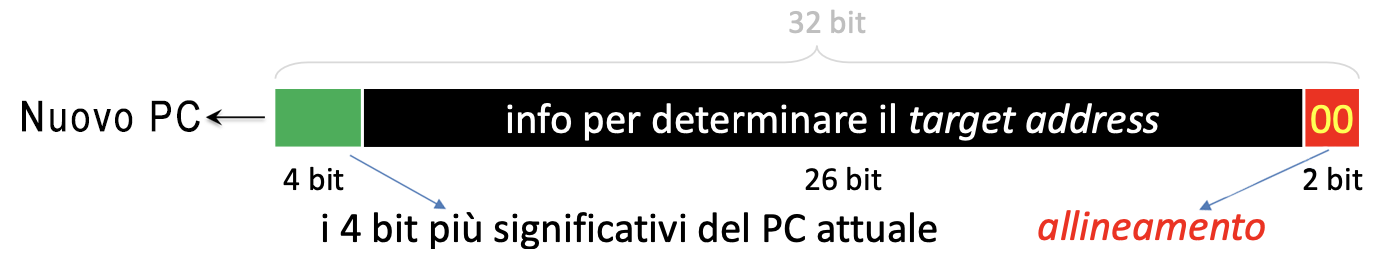 32 bit
Nuovo PC
info per determinare il target address
00
4 bit
26 bit
2 bit
i 4 bit più significativi del PC attuale
allineamento